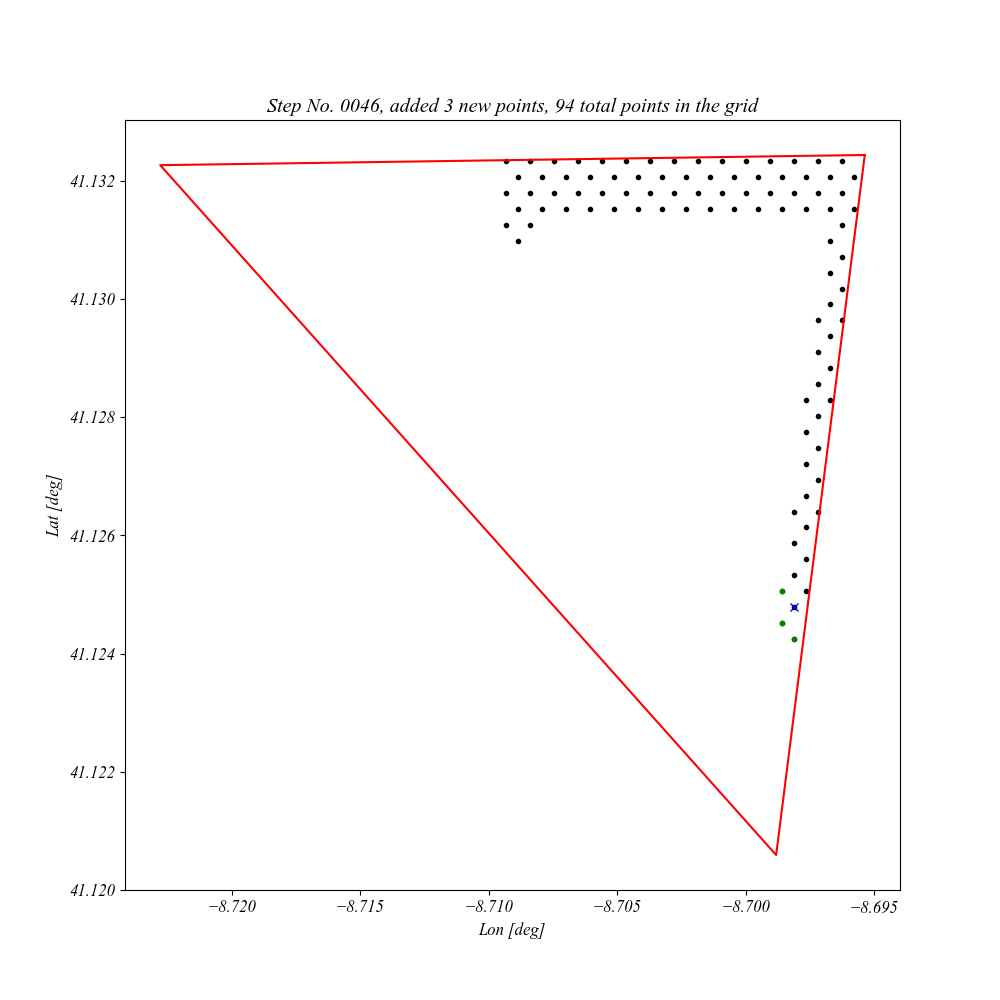 Step No. 0046, added 3 new points, 94 total points in the grid
41.132
41.130
41.128
41.126
41.124
41.122
41.120
Lat [deg]
−8.720 −8.715 −8.710 −8.705 −8.700 −8.695
Lon [deg]